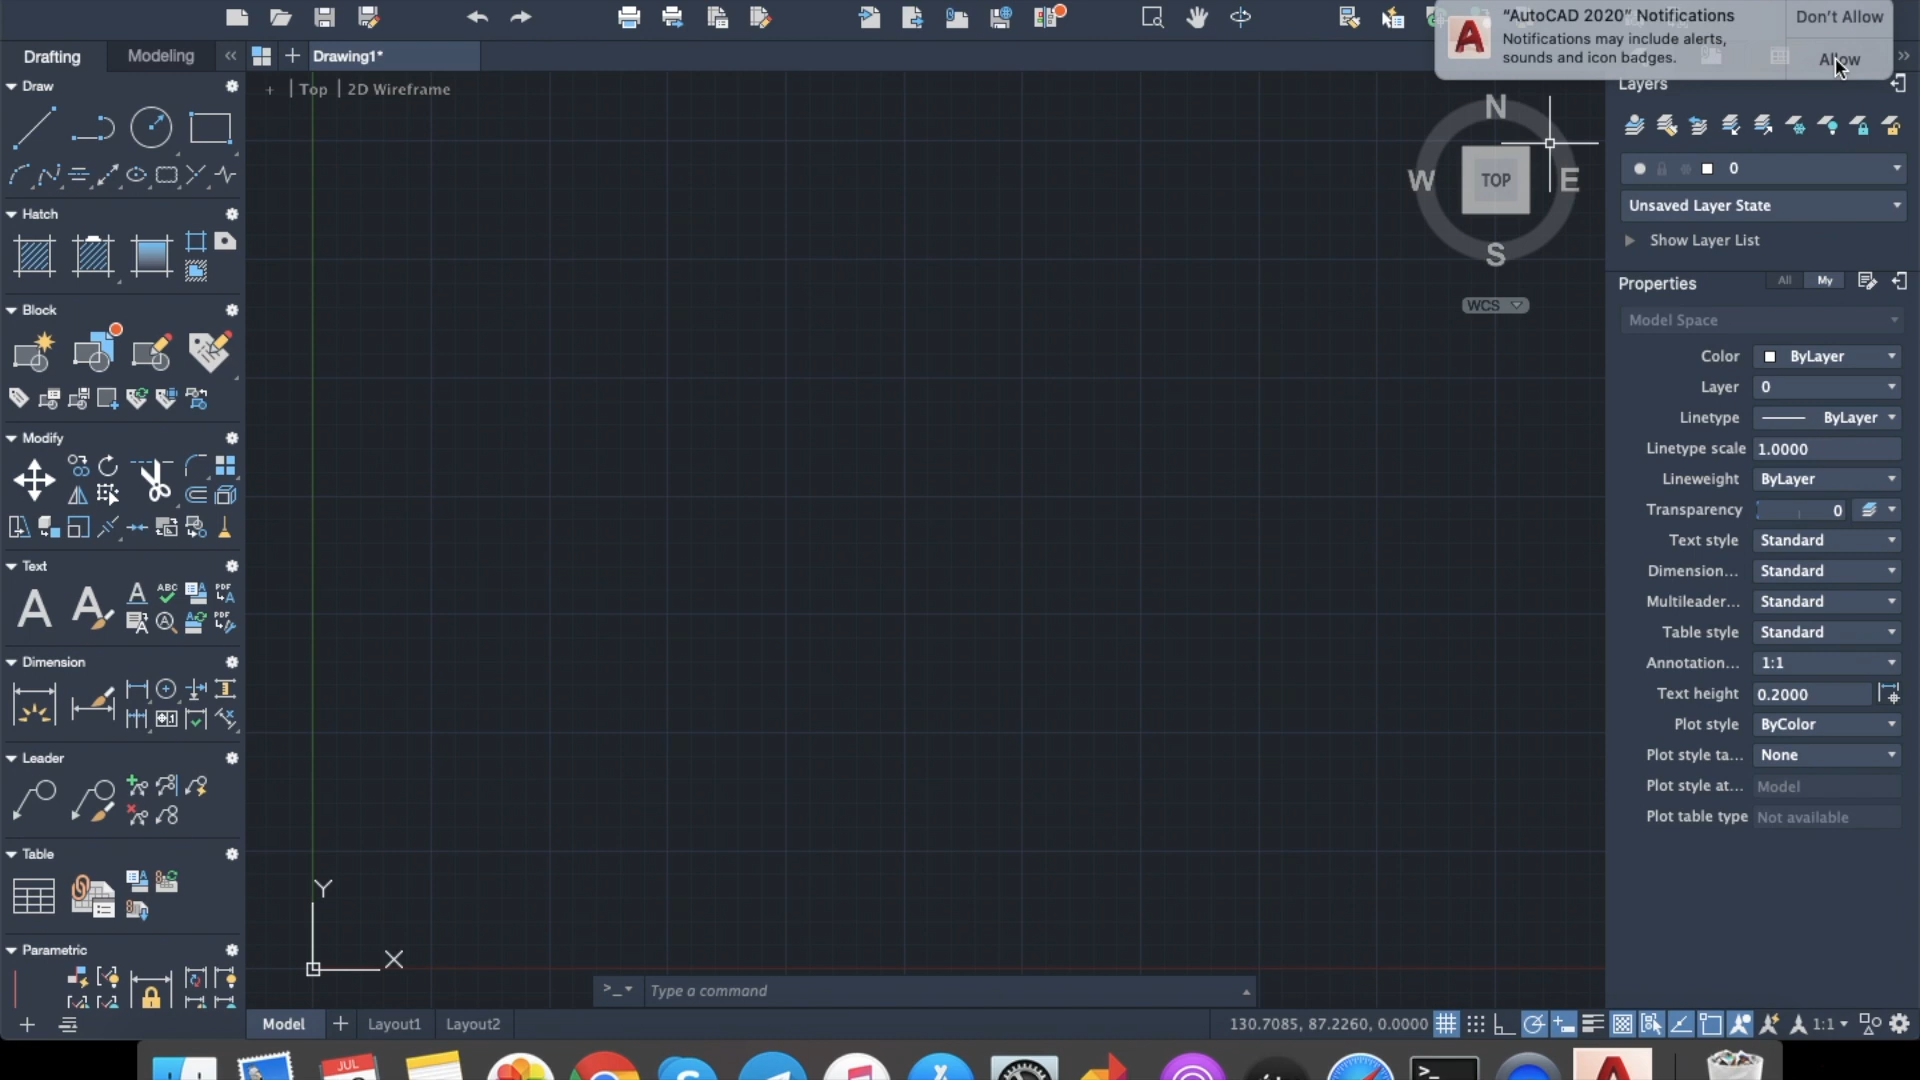 "AutoCAD 2020" Notifications
Notifications may include alerts,
sounds and icon badges.
Don't Allow
Allow
Drafting
Modeling
Drawing1*
+ | Top | 2D Wireframe
Draw
Hatch
Block
Modify
Text
A
A
A
ABC
A
PDF
A
A
PDF
Dimension
Leader
Table
Parametric
N
W
TOP
E
S
WCS
Y
X
>_
Type a command
Layers
0
Unsaved Layer State
Show Layer List
Properties
All
My
Model Space
Color ByLayer
Layer 0
Linetype ByLayer
Linetype scale 1.0000
Lineweight ByLayer
Transparency 0
Text style Standard
Dimension... Standard
Multileader... Standard
Table style Standard
Annotation... 1:1
Text height 0.2000
Plot style ByColor
Plot style ta... None
Plot style at... Model
Plot table type Not available
Model
Layout1
Layout2
130.7085, 87.2260, 0.0000
1:1
JUL
>_